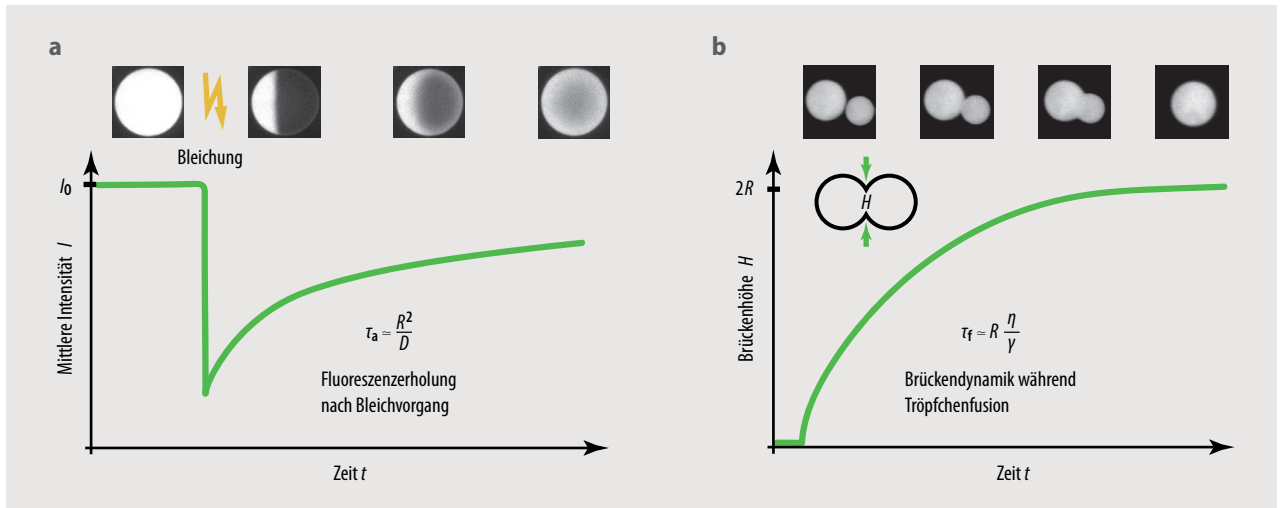 a
Bleichung
I₀
Mittlere Intensität I
τₐ ≃ R²/D
Fluoreszenzerholung
nach Bleichvorgang
Zeit t
b
2R
H
Brückenhöhe H
τf ≃ R η/γ
Brückendynamik während
Tröpfchenfusion
Zeit t